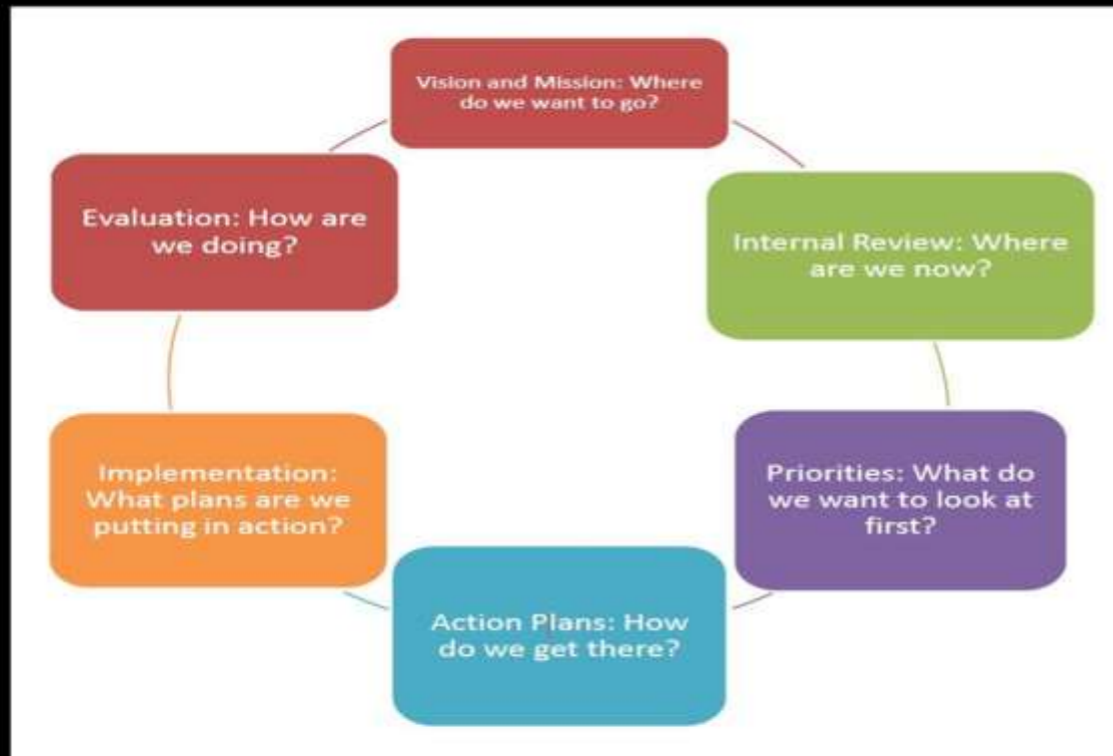 Vision and Mission: Where
do we want to go?
Internal Review: Where
are we now?
Priorities: What do
we want to look at
first?
Action Plans: How
do we get there?
Implementation:
What plans are we
putting in action?
Evaluation: How are
we doing?